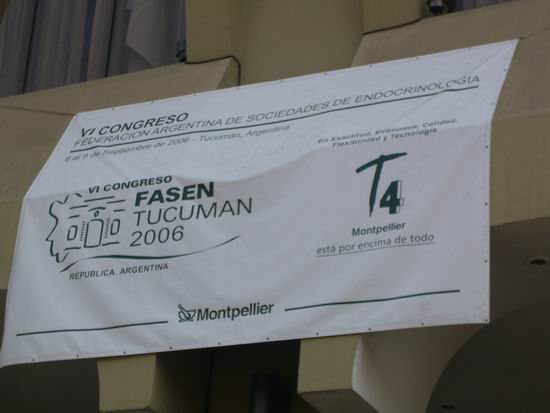 VI CONGRESO
FEDERACION ARGENTINA DE SOCIEDADES DE ENDOCRINOLOGÍA
6 al 9 de Septiembre de 2006 - Tucumán, Argentina
VI CONGRESO
FASEN
TUCUMAN
2006
REPUBLICA ARGENTINA
En Exactitud, Economía, Calidad,
Flexibilidad y Tecnología
T4
Montpellier
está por encima de todo
Montpellier